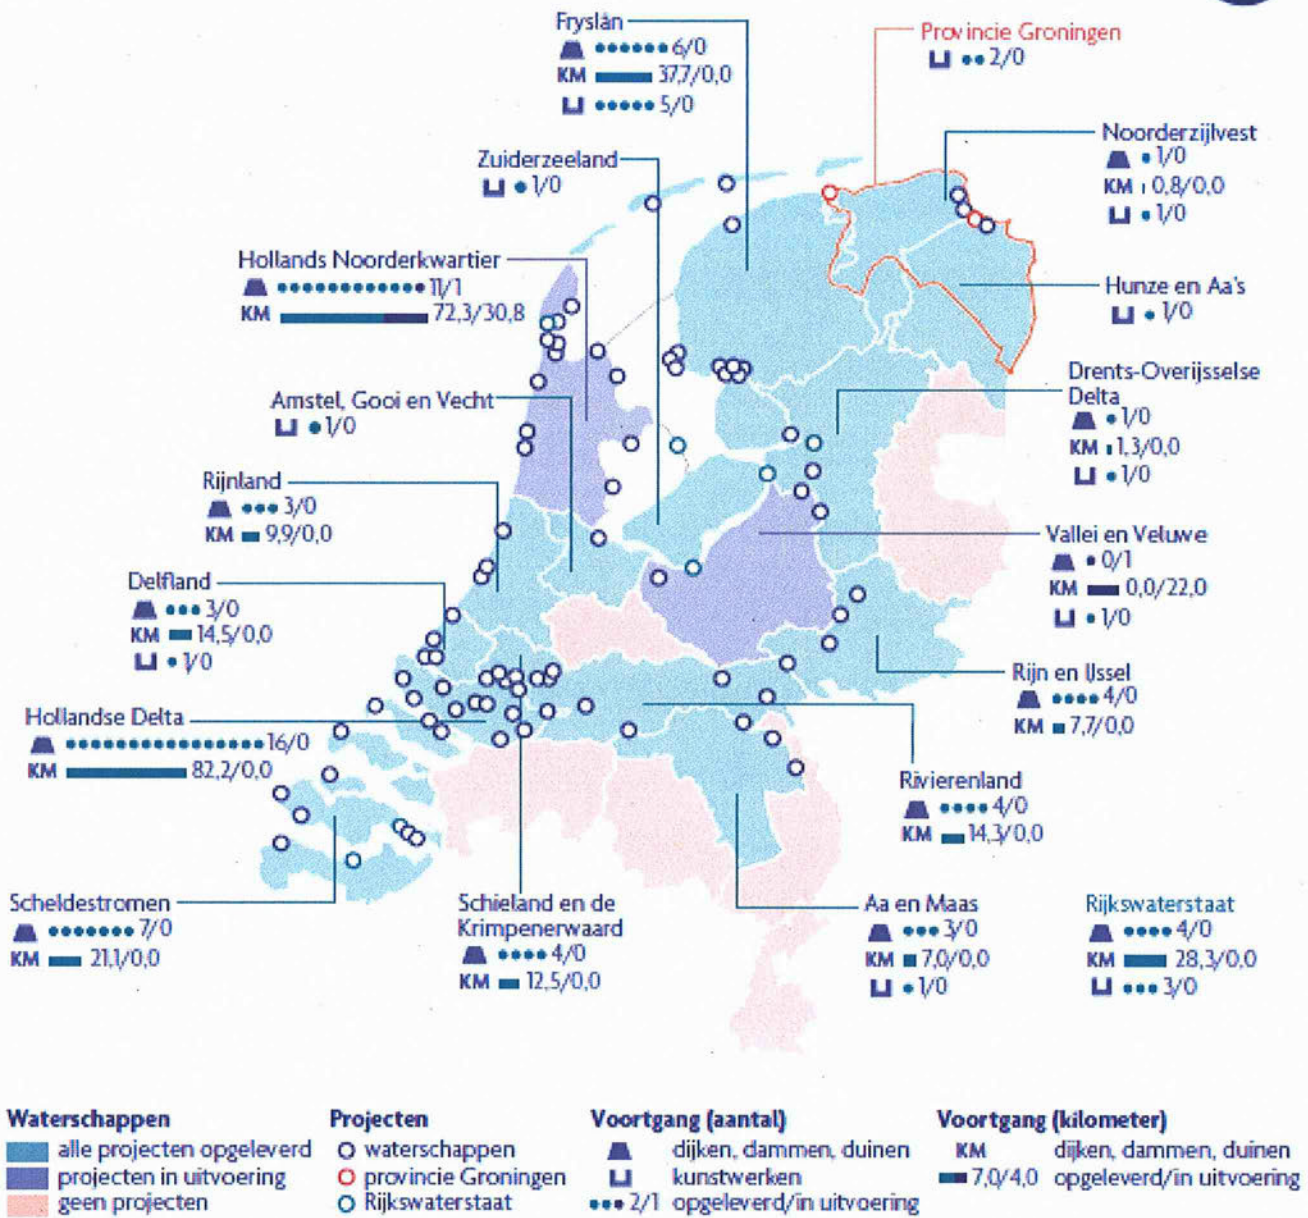 Fryslân
6/0
KM 37,7/0,0
5/0
Provincie Groningen
2/0
Noorderzijlvest
1/0
KM 0,8/0,0
1/0
Zuiderzeeland
1/0
Hollands Noorderkwartier
11/1
KM 72,3/30,8
Hunze en Aa's
1/0
Drents-Overijsselse
Delta
1/0
KM 1,3/0,0
1/0
Amstel, Gooi en Vecht
1/0
Rijnland
3/0
KM 9,9/0,0
Vallei en Veluwe
0/1
KM 0,0/22,0
1/0
Delfland
3/0
KM 14,5/0,0
1/0
Rijn en IJssel
4/0
KM 7,7/0,0
Hollandse Delta
16/0
KM 82,2/0,0
Rivierenland
4/0
KM 14,3/0,0
Scheldestromen
7/0
KM 21,1/0,0
Schieland en de
Krimpenerwaard
4/0
KM 12,5/0,0
Aa en Maas
3/0
KM 7,0/0,0
1/0
Rijkswaterstaat
4/0
KM 28,3/0,0
3/0
Waterschappen
alle projecten opgeleverd
projecten in uitvoering
geen projecten
Projecten
waterschappen
provincie Groningen
Rijkswaterstaat
Voortgang (aantal)
dijken, dammen, duinen
kunstwerken
2/1 opgeleverd/in uitvoering
Voortgang (kilometer)
KM dijken, dammen, duinen
7,0/4,0 opgeleverd/in uitvoering